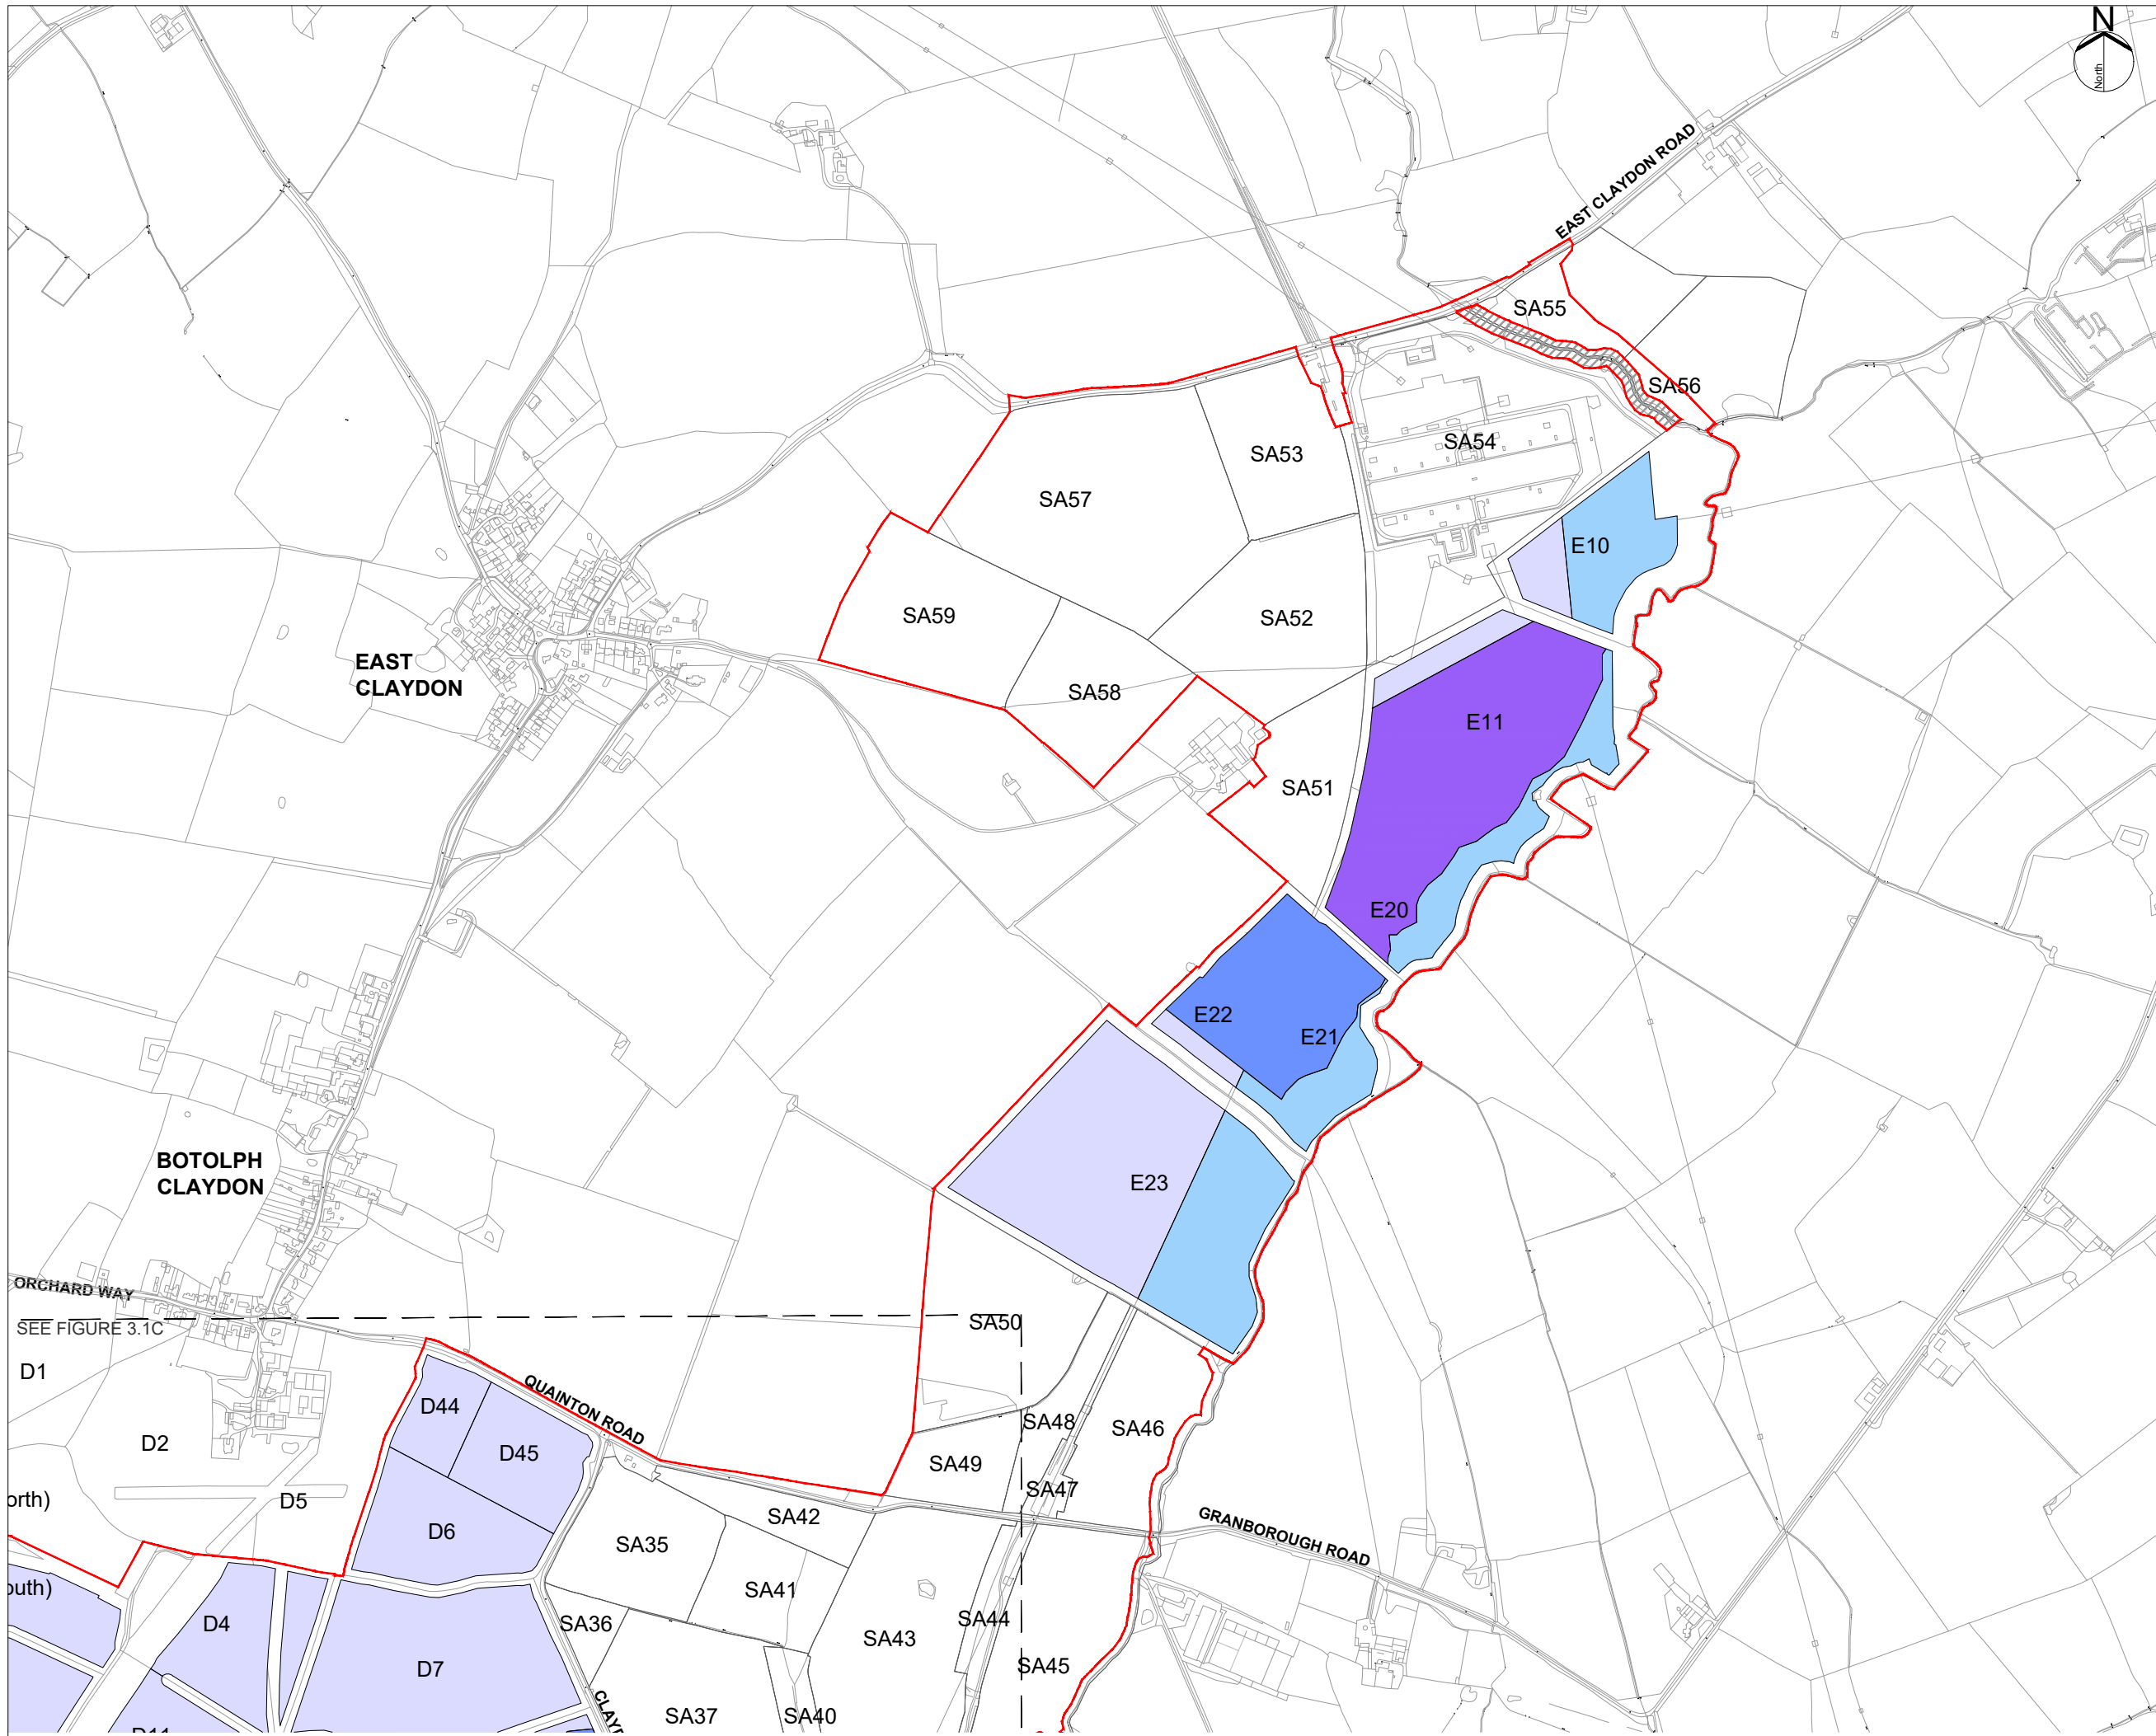 N
North
EAST CLAYDON ROAD
SA55
SA56
SA53
SA54
SA57
E10
SA59
SA52
EAST
CLAYDON
SA58
E11
SA51
E20
E22
E21
BOTOLPH
CLAYDON
E23
ORCHARD WAY
SEE FIGURE 3.1C
SA50
D1
QUAINTON ROAD
D44
SA48
SA46
D2
D45
SA49
SA47
D5
orth)
SA42
GRANBOROUGH ROAD
D6
SA35
outh)
SA41
D4
SA36
SA44
SA43
D7
SA45
SA37
SA40
D11